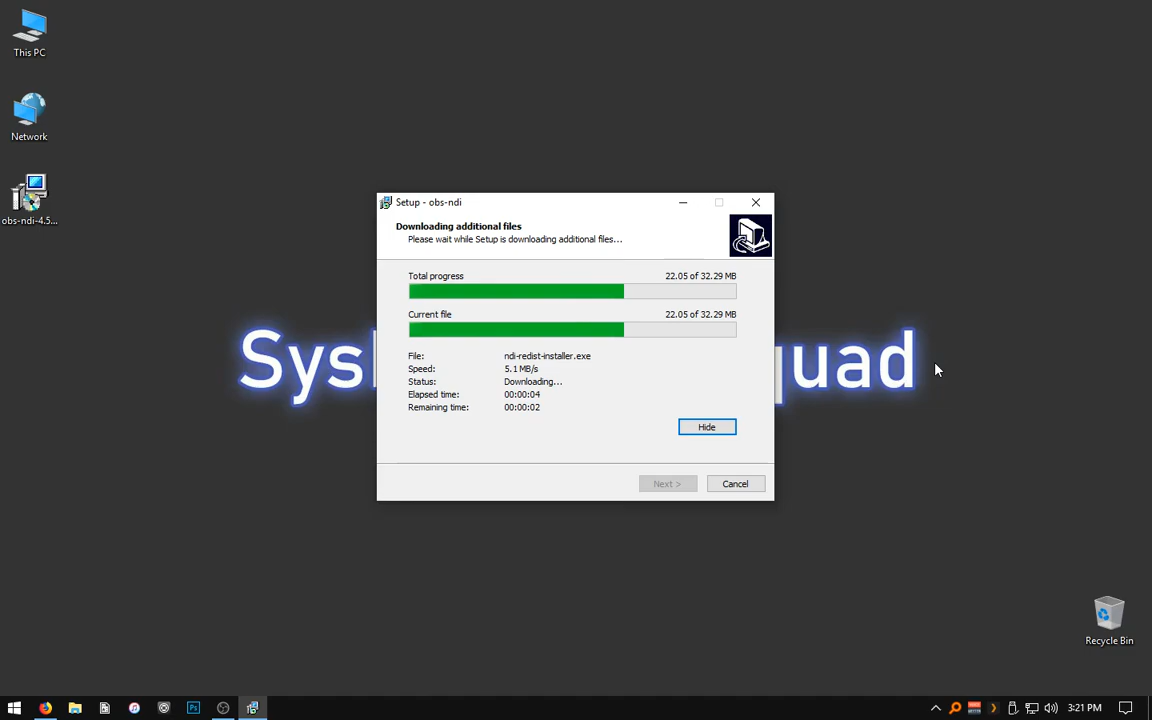 This PC
Network
obs-ndi-4.5...
Setup - obs-ndi
Downloading additional files
Please wait while Setup is downloading additional files...
Total progress
22.05 of 32.29 MB
Current file
22.05 of 32.29 MB
File: ndi-redist-installer.exe
Speed: 5.1 MB/s
Status: Downloading...
Elapsed time: 00:00:04
Remaining time: 00:00:02
Hide
Next >
Cancel
Sys
quad
Recycle Bin
Ps
3:21 PM